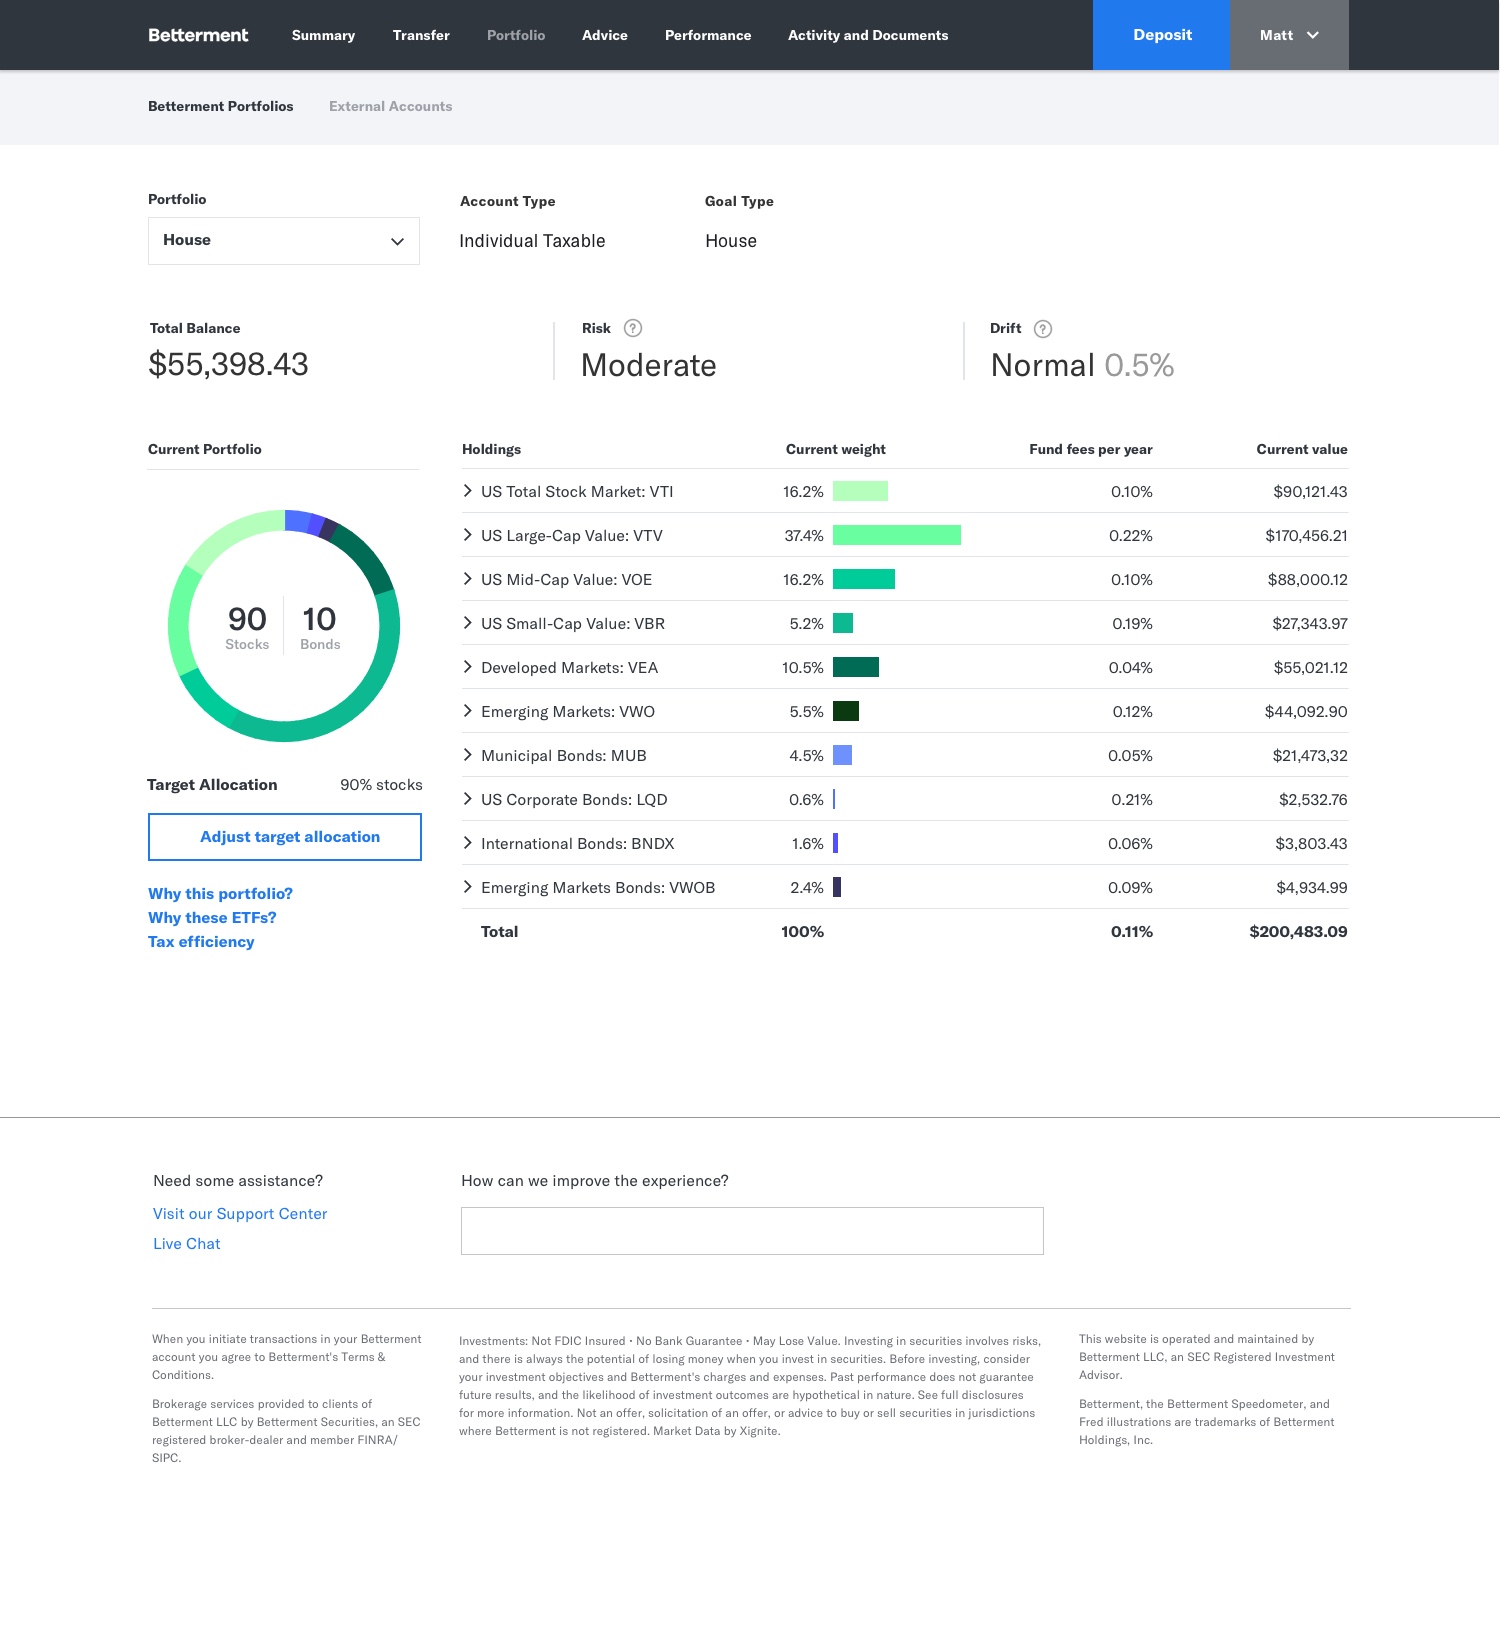 Betterment Summary Transfer Portfolio Advice Performance Activity and Documents Deposit Matt
Betterment Portfolios External Accounts
Portfolio Account Type Goal Type
House Individual Taxable House
Total Balance Risk ? Drift ?
$55,398.43 Moderate Normal 0.5%
Current Portfolio
90 10
Stocks Bonds
Target Allocation 90% stocks
Adjust target allocation
Why this portfolio?
Why these ETFs?
Tax efficiency
Holdings Current weight Fund fees per year Current value
US Total Stock Market: VTI 16.2% 0.10% $90,121.43
US Large-Cap Value: VTV 37.4% 0.22% $170,456.21
US Mid-Cap Value: VOE 16.2% 0.10% $88,000.12
US Small-Cap Value: VBR 5.2% 0.19% $27,343.97
Developed Markets: VEA 10.5% 0.04% $55,021.12
Emerging Markets: VWO 5.5% 0.12% $44,092.90
Municipal Bonds: MUB 4.5% 0.05% $21,473,32
US Corporate Bonds: LQD 0.6% 0.21% $2,532.76
International Bonds: BNDX 1.6% 0.06% $3,803.43
Emerging Markets Bonds: VWOB 2.4% 0.09% $4,934.99
Total 100% 0.11% $200,483.09
Need some assistance?
Visit our Support Center
Live Chat
How can we improve the experience?
When you initiate transactions in your Betterment
account you agree to Betterment's Terms &
Conditions.
Brokerage services provided to clients of
Betterment LLC by Betterment Securities, an SEC
registered broker-dealer and member FINRA/
SIPC.
Investments: Not FDIC Insured • No Bank Guarantee • May Lose Value. Investing in securities involves risks,
and there is always the potential of losing money when you invest in securities. Before investing, consider
your investment objectives and Betterment's charges and expenses. Past performance does not guarantee
future results, and the likelihood of investment outcomes are hypothetical in nature. See full disclosures
for more information. Not an offer, solicitation of an offer, or advice to buy or sell securities in jurisdictions
where Betterment is not registered. Market Data by Xignite.
This website is operated and maintained by
Betterment LLC, an SEC Registered Investment
Advisor.
Betterment, the Betterment Speedometer, and
Fred illustrations are trademarks of Betterment
Holdings, Inc.